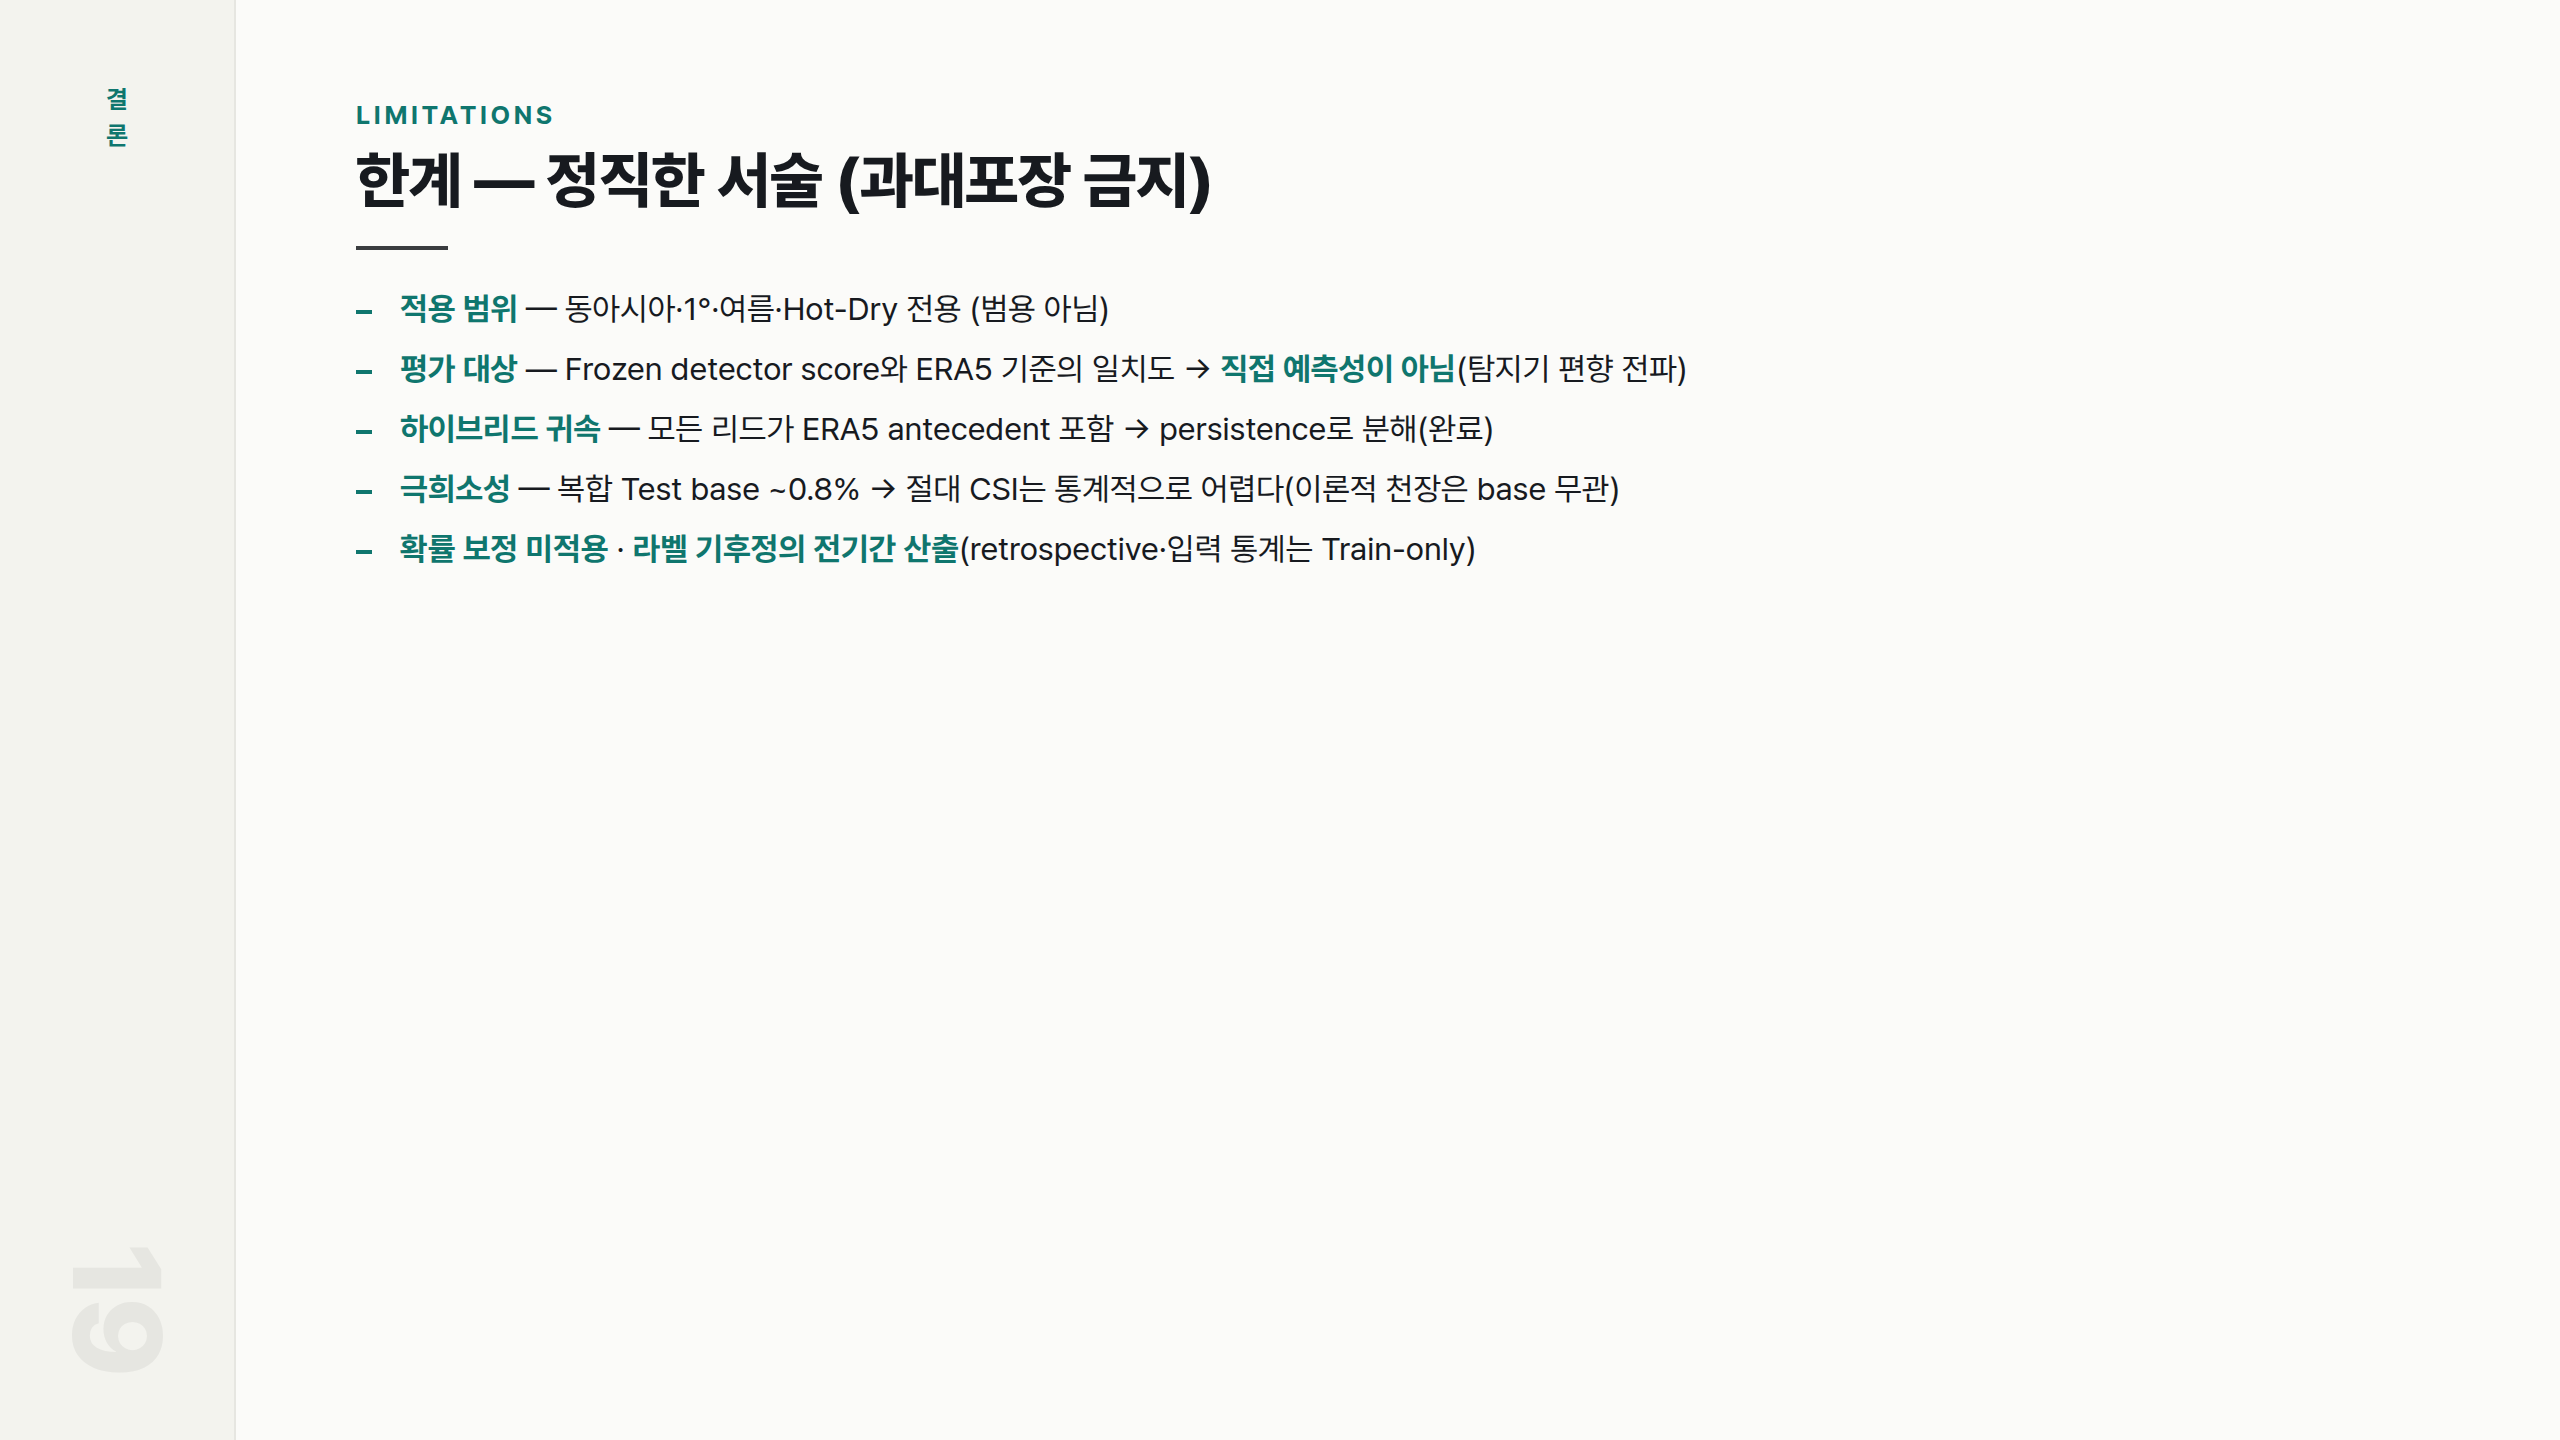 결론
LIMITATIONS
한계 — 정직한 서술 (과대포장 금지)
– 적용 범위 — 동아시아·1°·여름·Hot-Dry 전용 (범용 아님)
– 평가 대상 — Frozen detector score와 ERA5 기준의 일치도 → 직접 예측성이 아님(탐지기 편향 전파)
– 하이브리드 귀속 — 모든 리드가 ERA5 antecedent 포함 → persistence로 분해(완료)
– 극희소성 — 복합 Test base ~0.8% → 절대 CSI는 통계적으로 어렵다(이론적 천장은 base 무관)
– 확률 보정 미적용 · 라벨 기후정의 전기간 산출(retrospective·입력 통계는 Train-only)
19